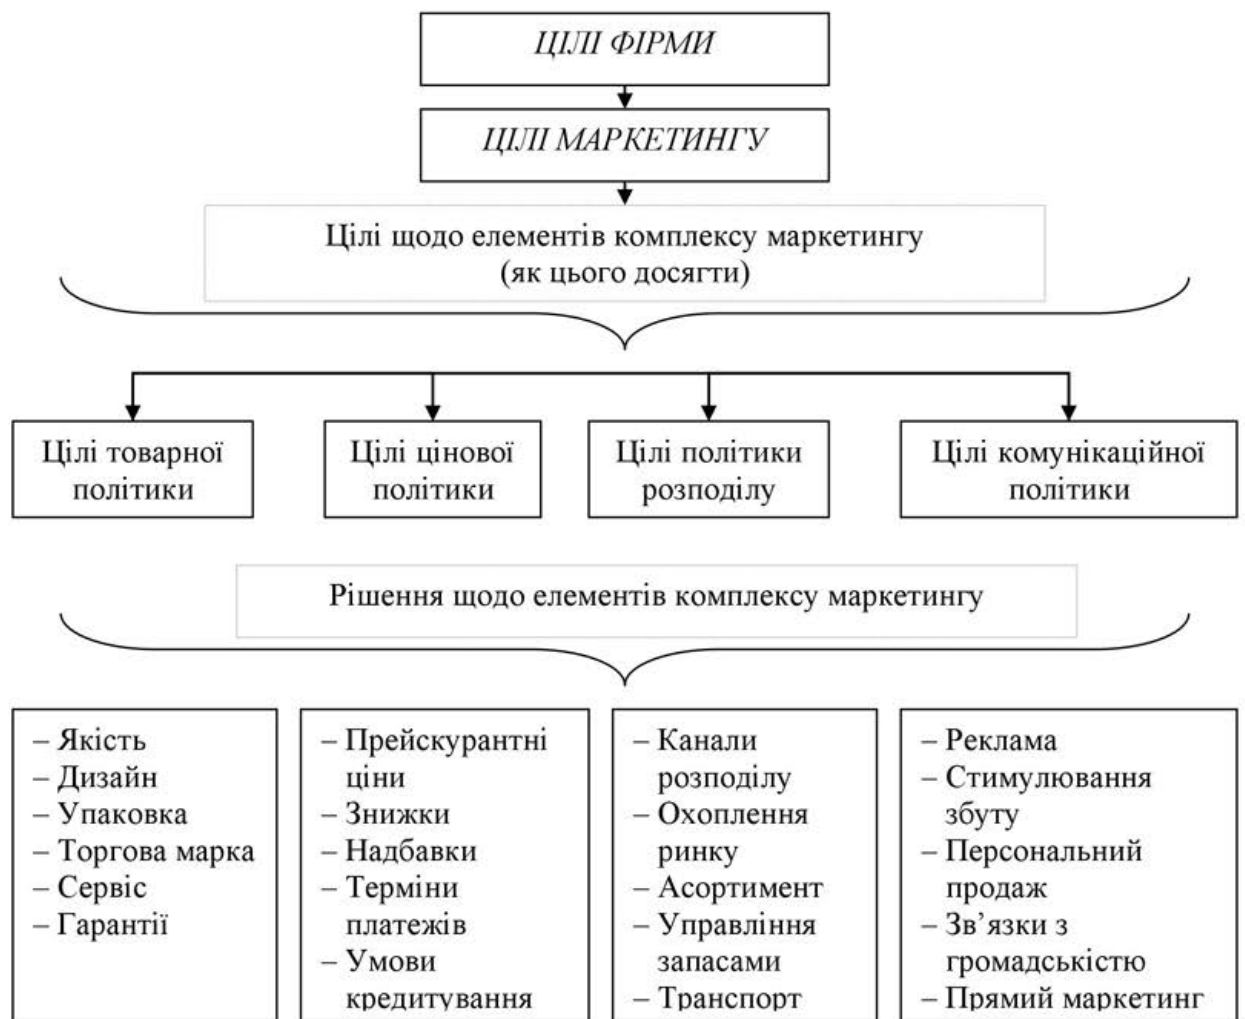 ЦІЛІ ФІРМИ
ЦІЛІ МАРКЕТИНГУ
Цілі щодо елементів комплексу маркетингу
(як цього досягти)
Цілі товарної
політики
Цілі цінової
політики
Цілі політики
розподілу
Цілі комунікаційної
політики
Рішення щодо елементів комплексу маркетингу
– Якість
– Дизайн
– Упаковка
– Торгова марка
– Сервіс
– Гарантії
– Прейскурантні
ціни
– Знижки
– Надбавки
– Терміни
платежів
– Умови
кредитування
– Канали
розподілу
– Охоплення
ринку
– Асортимент
– Управління
запасами
– Транспорт
– Реклама
– Стимулювання
збуту
– Персональний
продаж
– Зв’язки з
громадськістю
– Прямий маркетинг